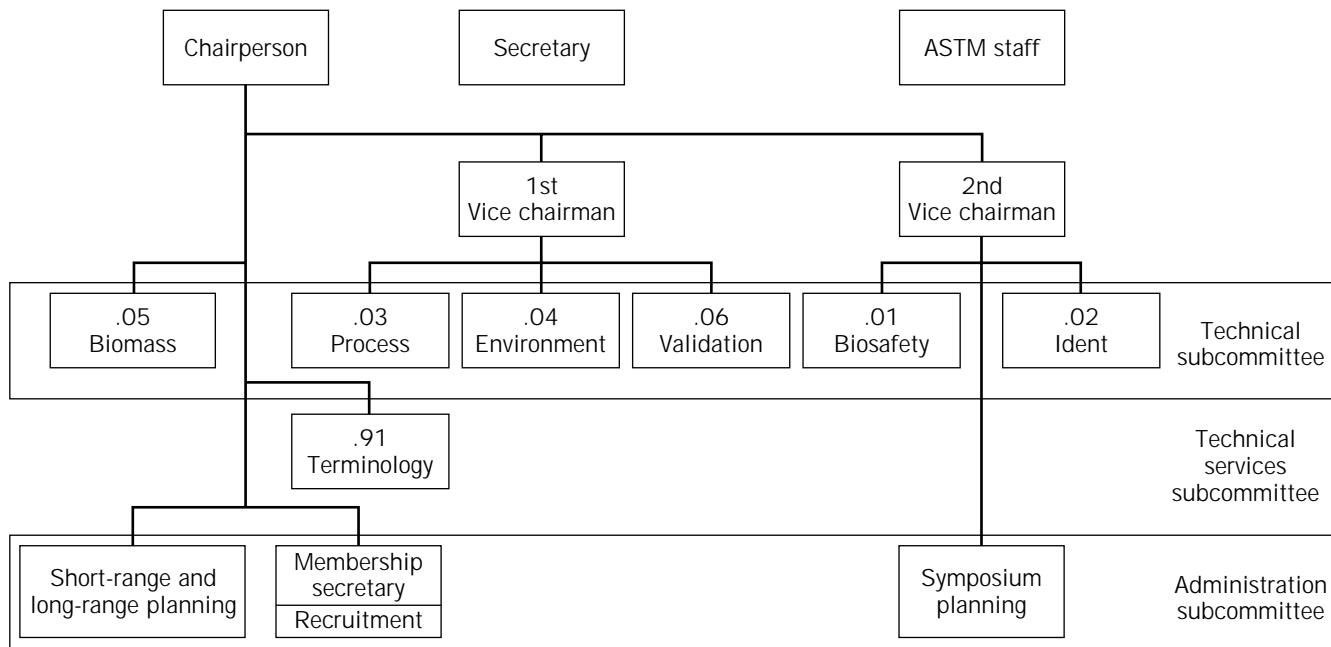 Chairperson
Secretary
ASTM staff
1st
Vice chairman
2nd
Vice chairman
.05
Biomass
.03
Process
.04
Environment
.06
Validation
.01
Biosafety
.02
Ident
Technical
subcommittee
.91
Terminology
Technical
services
subcommittee
Short-range and
long-range planning
Membership
secretary
Recruitment
Symposium
planning
Administration
subcommittee